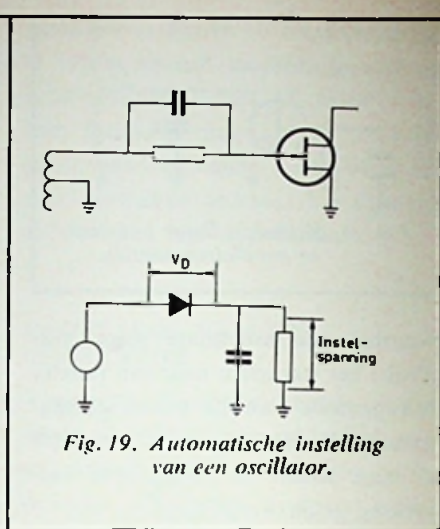 V_D
Instel-
spanning
Fig. 19. Automatische instelling
van een oscillator.